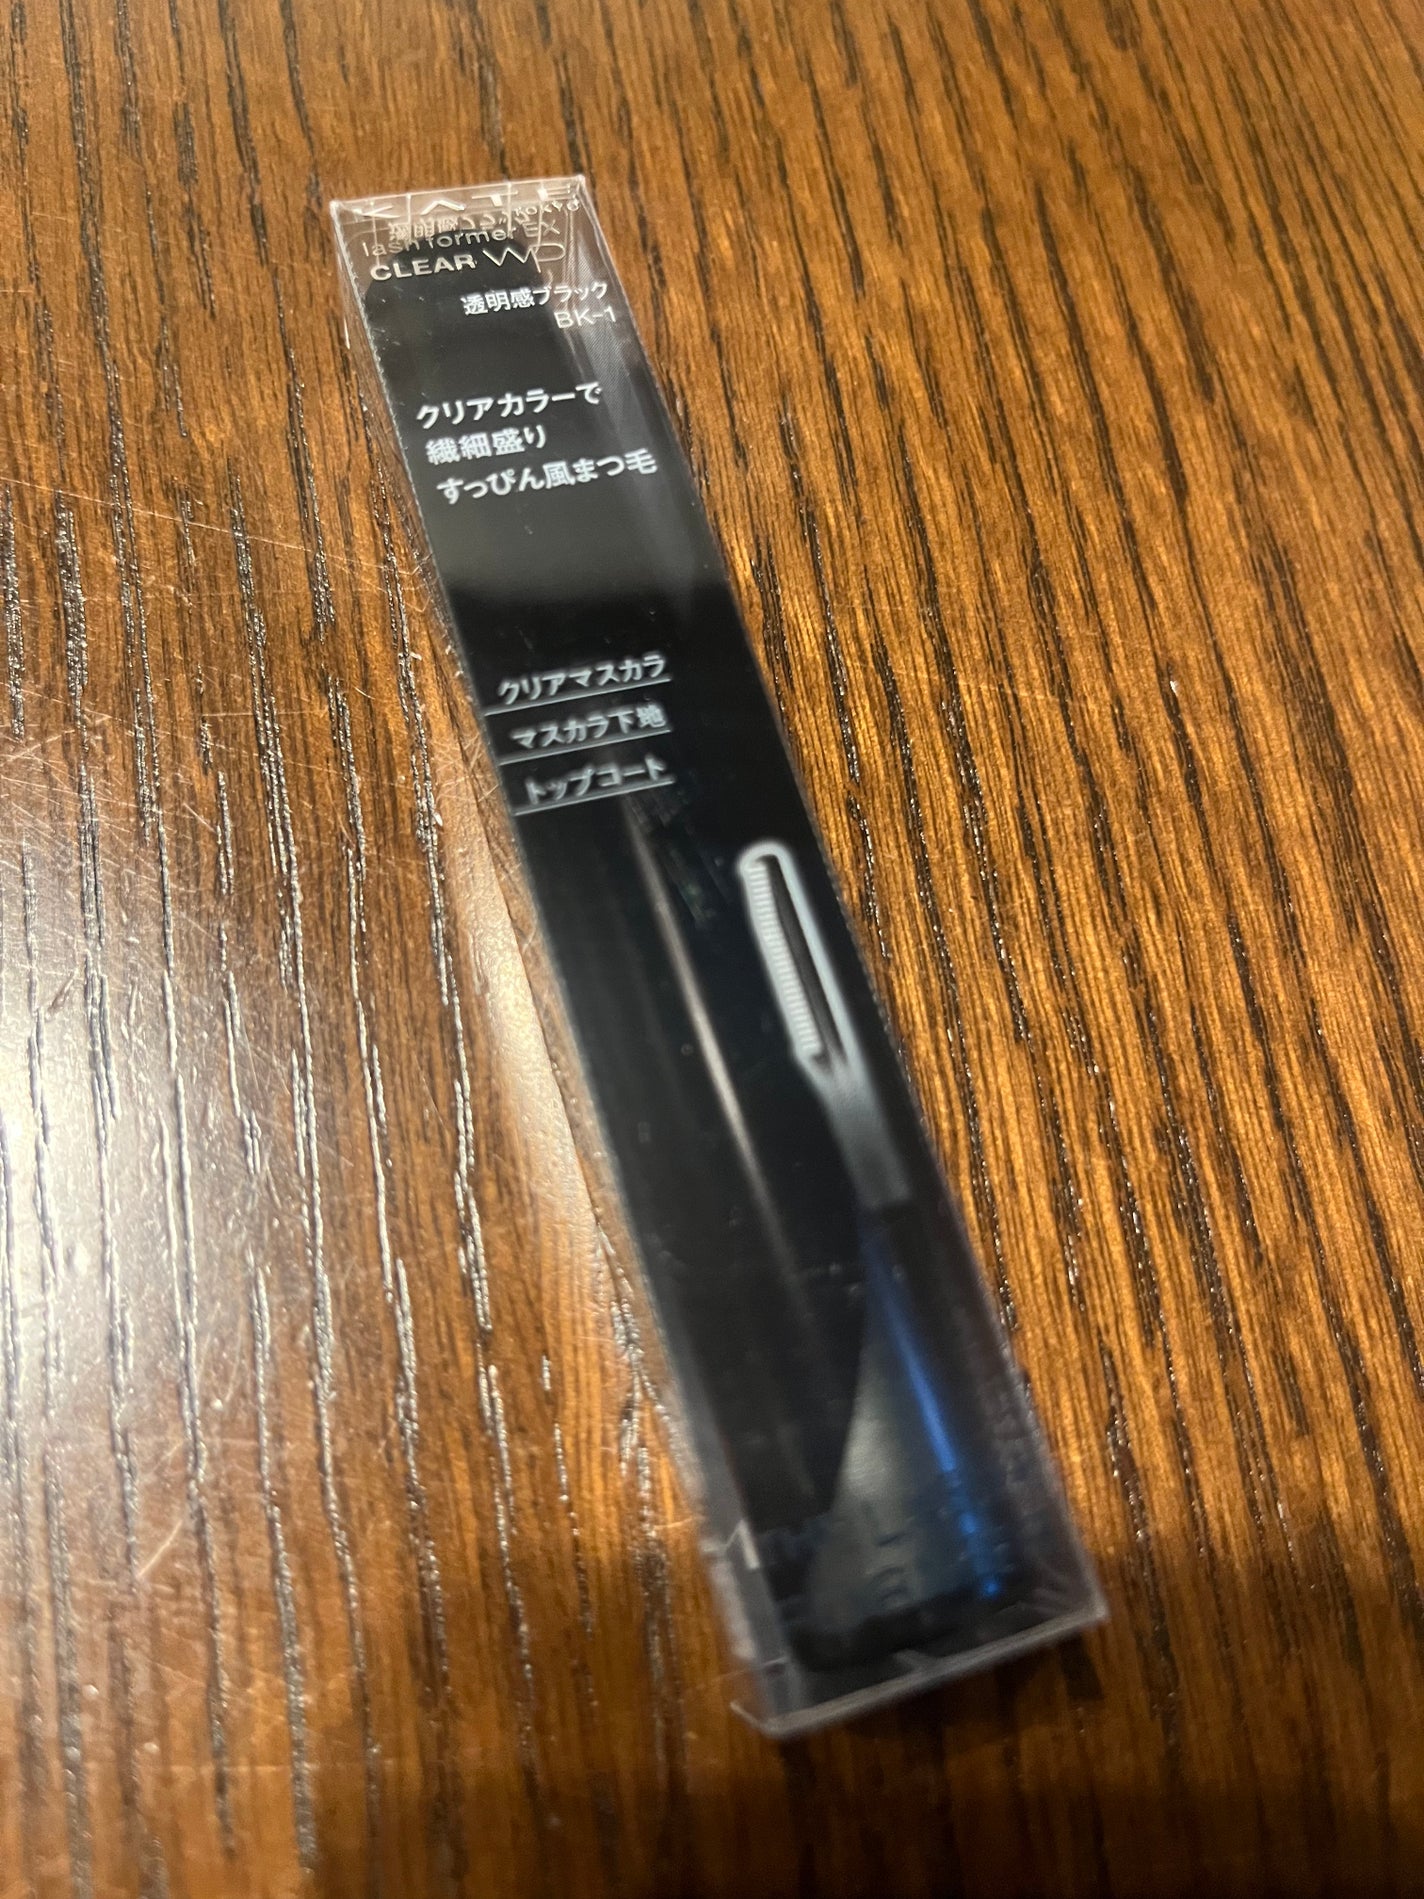 KATE
lash former EX
CLEAR WP
透明感ブラック
BK-1
クリアカラーで
繊細盛り
すっぴん風まつ毛
クリアマスカラ
マスカラ下地
トップコート